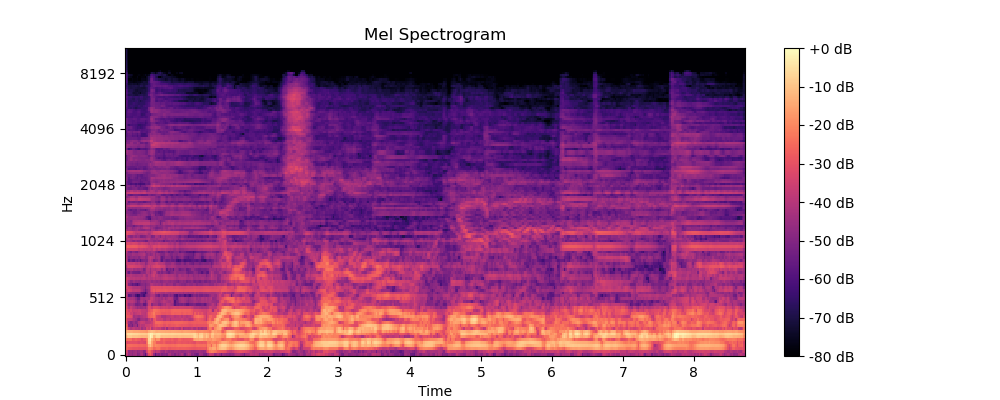 Mel Spectrogram
Hz
8192
4096
2048
1024
512
0
0 1 2 3 4 5 6 7 8
Time
+0 dB
-10 dB
-20 dB
-30 dB
-40 dB
-50 dB
-60 dB
-70 dB
-80 dB